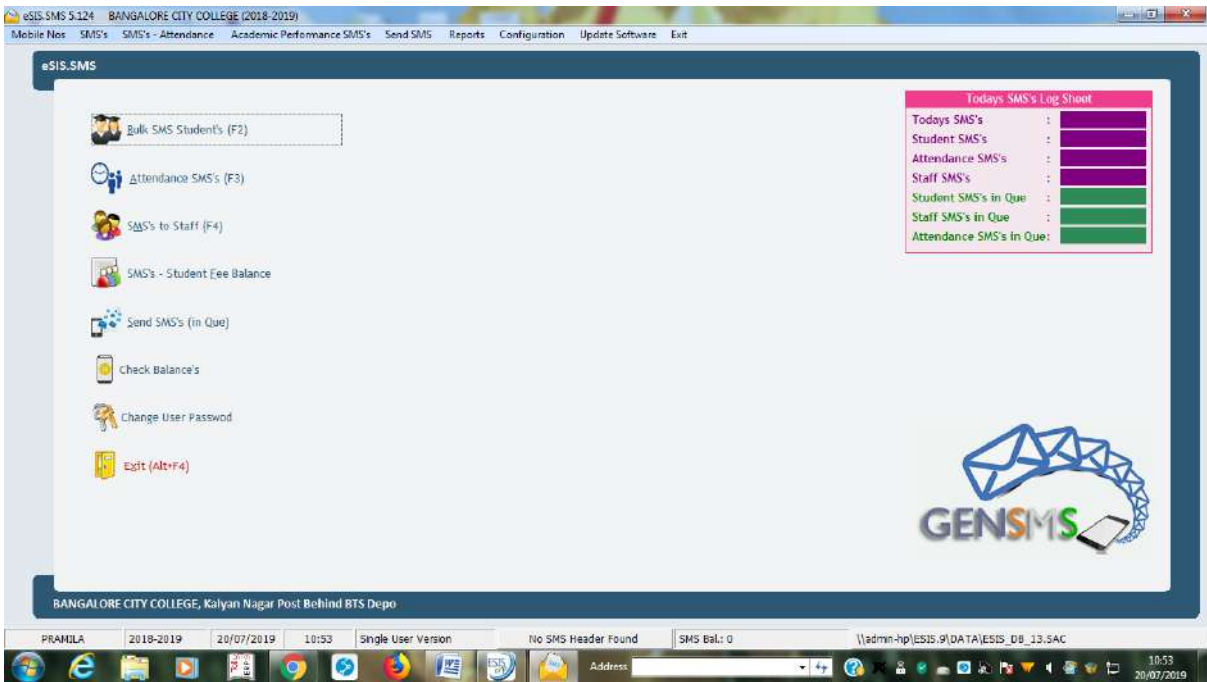 eSIS.SMS 5.124 BANGALORE CITY COLLEGE (2018-2019)
Mobile Nos SMS's SMS's - Attendance Academic Performance SMS's Send SMS Reports Configuration Update Software Exit
eSIS.SMS
Todays SMS's Log Sheet
Bulk SMS Student's (F2)
Attendance SMS's (F3)
SMS's to Staff (F4)
SMS's - Student Fee Balance
Send SMS's (in Que)
Check Balance's
Change User Passwod
Exit (Alt+F4)
Todays SMS's :
Student SMS's :
Attendance SMS's :
Staff SMS's :
Student SMS's in Que :
Staff SMS's in Que :
Attendance SMS's in Que:
GENSMS
BANGALORE CITY COLLEGE, Kalyan Nagar Post Behind BTS Depo
PRAMILA 2018-2019 20/07/2019 10:53 Single User Version No SMS Header Found SMS Bal.: 0 \\admin-hp\ESIS.9\DATA\ESIS_DB_13.SAC
ESIS Address 10:53
20/07/2019